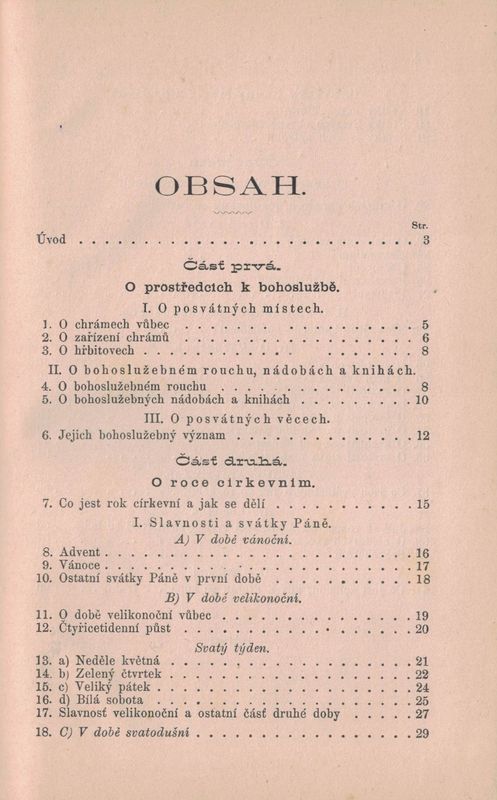 OBSAH.
Str.
Úvod . . . . . . . . . . . . . . . . . . . . . . . . . 3
Část prvá.
O prostředcích k bohoslužbě.
I. O posvátných místech.
1. O chrámech vůbec . . . . . . . . . . . . . . . . 5
2. O zařízení chrámů . . . . . . . . . . . . . . . . 6
3. O hřbitovech . . . . . . . . . . . . . . . . 8
II. O bohoslužebném rouchu, nádobách a knihách.
4. O bohoslužebném rouchu . . . . . . . . . . . . . 8
5. O bohoslužebných nádobách a knihách . . . . . . . . . 10
III. O posvátných věcech.
6. Jejich bohoslužebný význam . . . . . . . . . . . . . 12
Část druhá.
O roce církevním.
7. Co jest rok církevní a jak se dělí . . . . . . . . . . 15
I. Slavnosti a svátky Páně.
A) V době vánoční.
8. Advent . . . . . . . . . . . . . . . . . . . . . . 16
9. Vánoce . . . . . . . . . . . . . . . . . . . . . . 17
10. Ostatní svátky Páně v první době . . . . . . . . . . 18
B) V době velikonoční.
11. O době velikonoční vůbec . . . . . . . . . . . . . . 19
12. Čtyřicetidenní půst . . . . . . . . . . . . . . . . 20
Svatý týden.
13. a) Neděle květná . . . . . . . . . . . . . . . . . . 21
14. b) Zelený čtvrtek . . . . . . . . . . . . . . . . . . 22
15. c) Veliký pátek . . . . . . . . . . . . . . . . . . 24
16. d) Bílá sobota . . . . . . . . . . . . . . . . . . 25
17. Slavnosť velikonoční a ostatní část druhé doby . . . . . 27
18. C) V době svatodušní . . . . . . . . . . . . . . . . 29